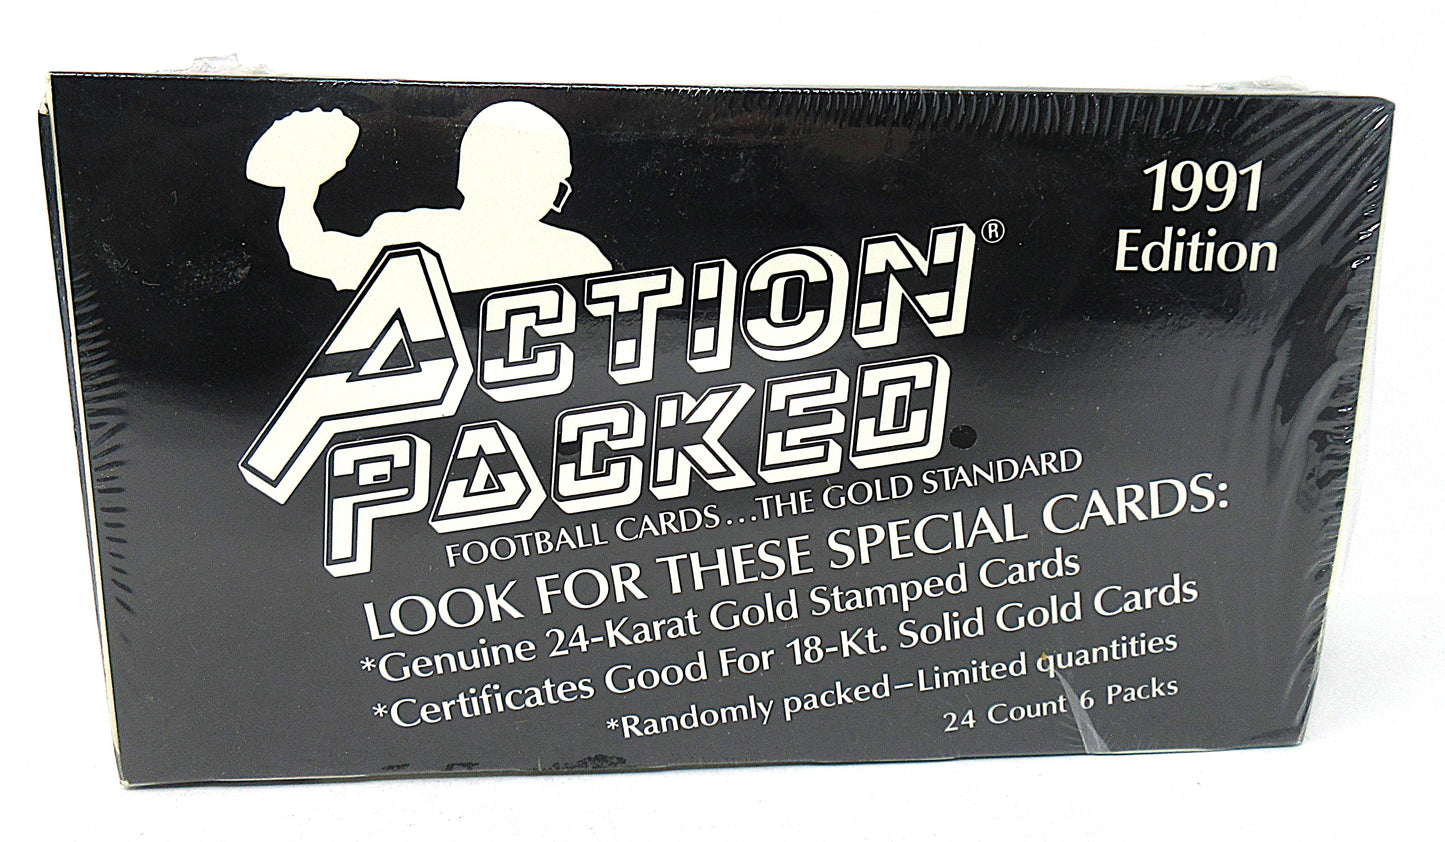 1991
Edition
ACTION®
PACKED
FOOTBALL CARDS...THE GOLD STANDARD
LOOK FOR THESE SPECIAL CARDS:
*Genuine 24-Karat Gold Stamped Cards
*Certificates Good For 18-Kt. Solid Gold Cards
*Randomly packed–Limited quantities
24 Count 6 Packs